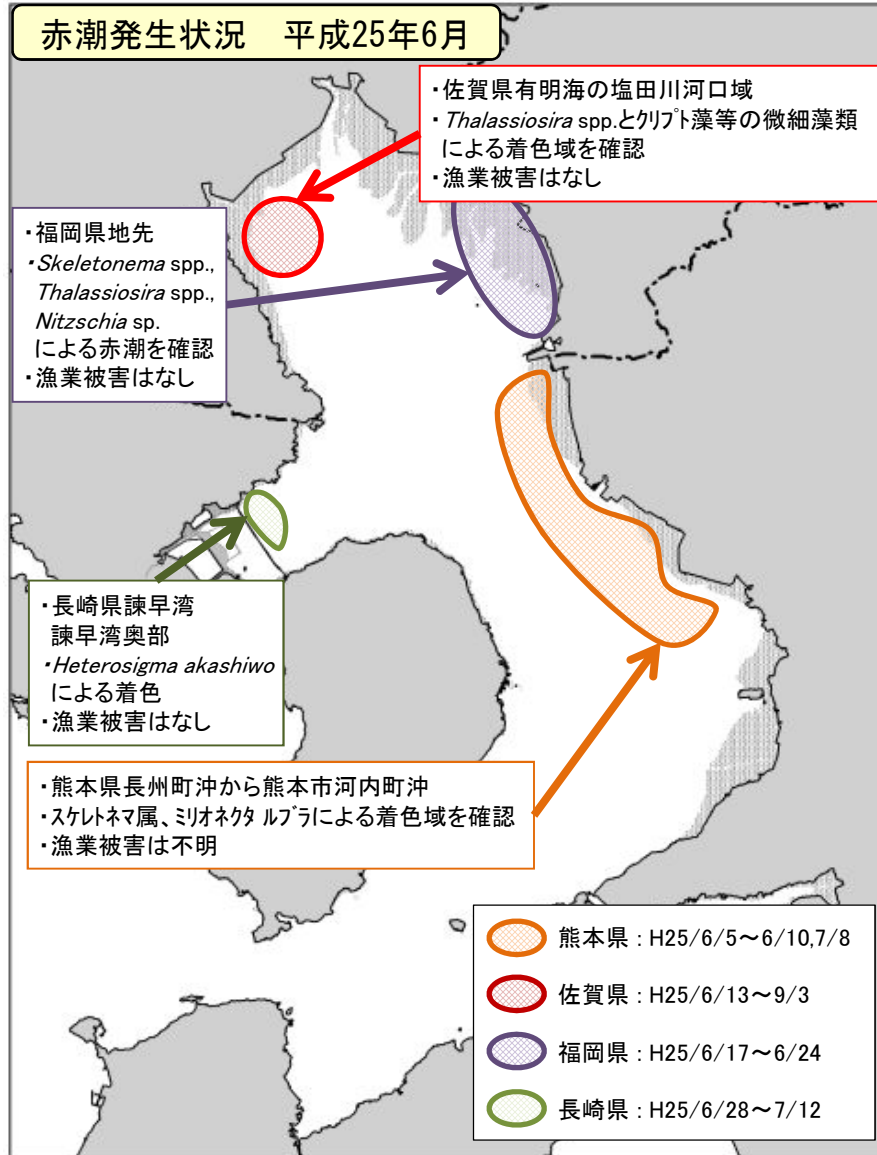 赤潮発生状況　平成25年6月
・佐賀県有明海の塩田川河口域
・Thalassiosira spp.とｸﾘﾌﾟﾄ藻等の微細藻類
による着色域を確認
・漁業被害はなし
・福岡県地先
・Skeletonema spp.,
Thalassiosira spp.,
Nitzschia sp.
による赤潮を確認
・漁業被害はなし
・長崎県諫早湾
諫早湾奥部
・Heterosigma akashiwo
による着色
・漁業被害はなし
・熊本県長州町沖から熊本市河内町沖
・ｽｹﾚﾄﾈﾏ属、ﾐﾘｵﾈｸﾀ ﾙﾌﾞﾗによる着色域を確認
・漁業被害は不明
熊本県：H25/6/5～6/10,7/8
佐賀県：H25/6/13～9/3
福岡県：H25/6/17～6/24
長崎県：H25/6/28～7/12